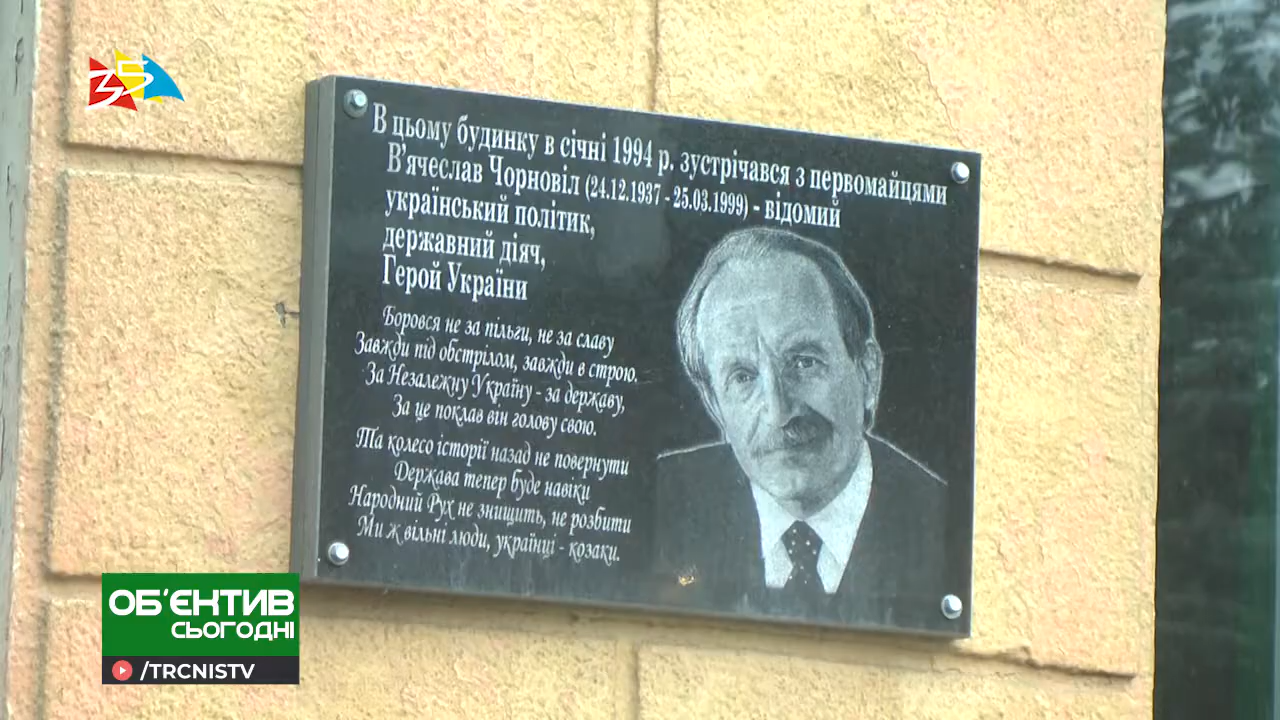 35
В цьому будинку в січні 1994 р. зустрічався з первомайцями
В'ячеслав Чорновіл (24.12.1937 - 25.03.1999) - відомий
український політик,
державний діяч,
Герой України
Боровся не за пільги, не за славу
Завжди під обстрілом, завжди в строю.
За Незалежну Україну - за державу,
За це поклав він голову свою.
Та колесо історії назад не повернути
Держава тепер буде навіки
Народний Рух не знищить, не розбити
Ми ж вільні люди, українці - козаки.
ОБ'ЄКТИВ
СЬОГОДНІ
/TRCNISTV